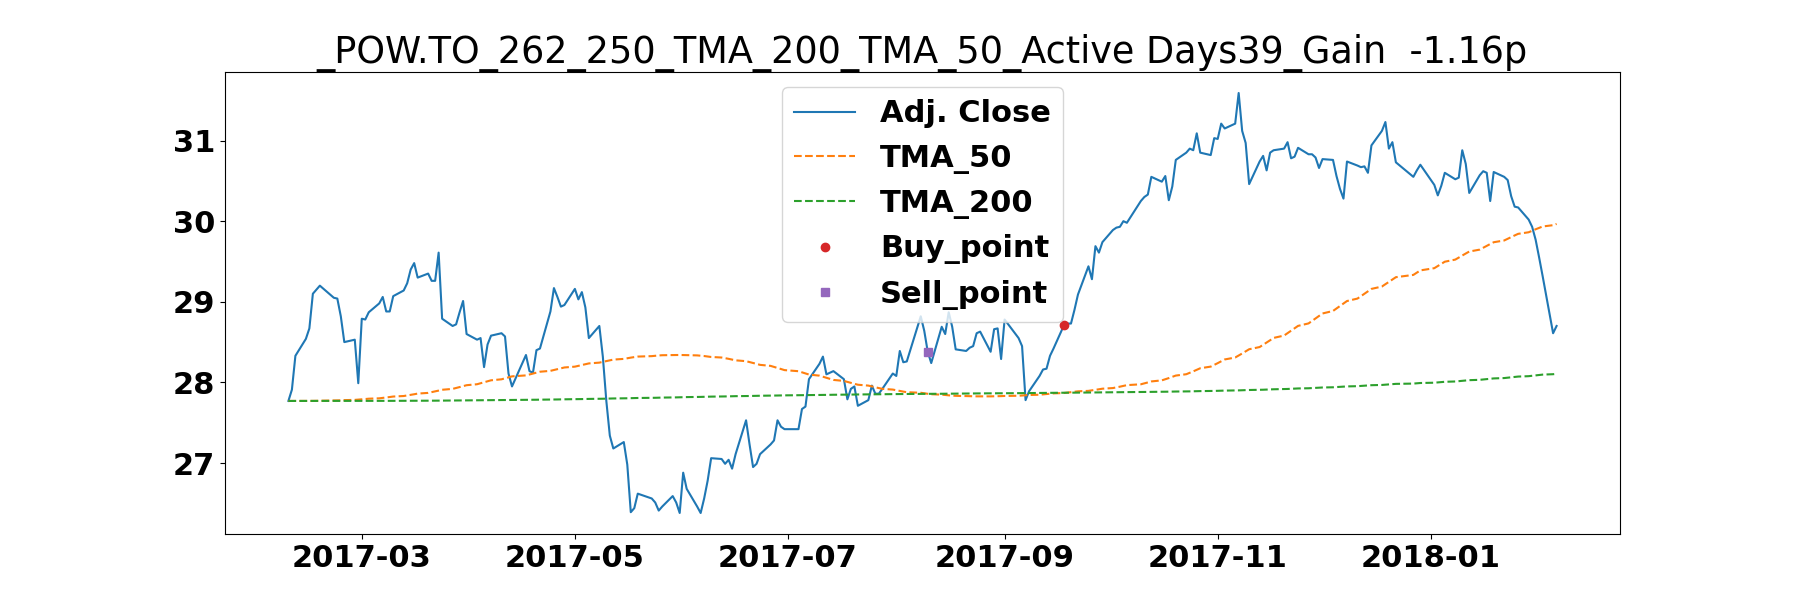 _POW.TO_262_250_TMA_200_TMA_50_Active Days39_Gain  -1.16p
Adj. Close
TMA_50
TMA_200
Buy_point
Sell_point
31
30
29
28
27
2017-03 2017-05 2017-07 2017-09 2017-11 2018-01